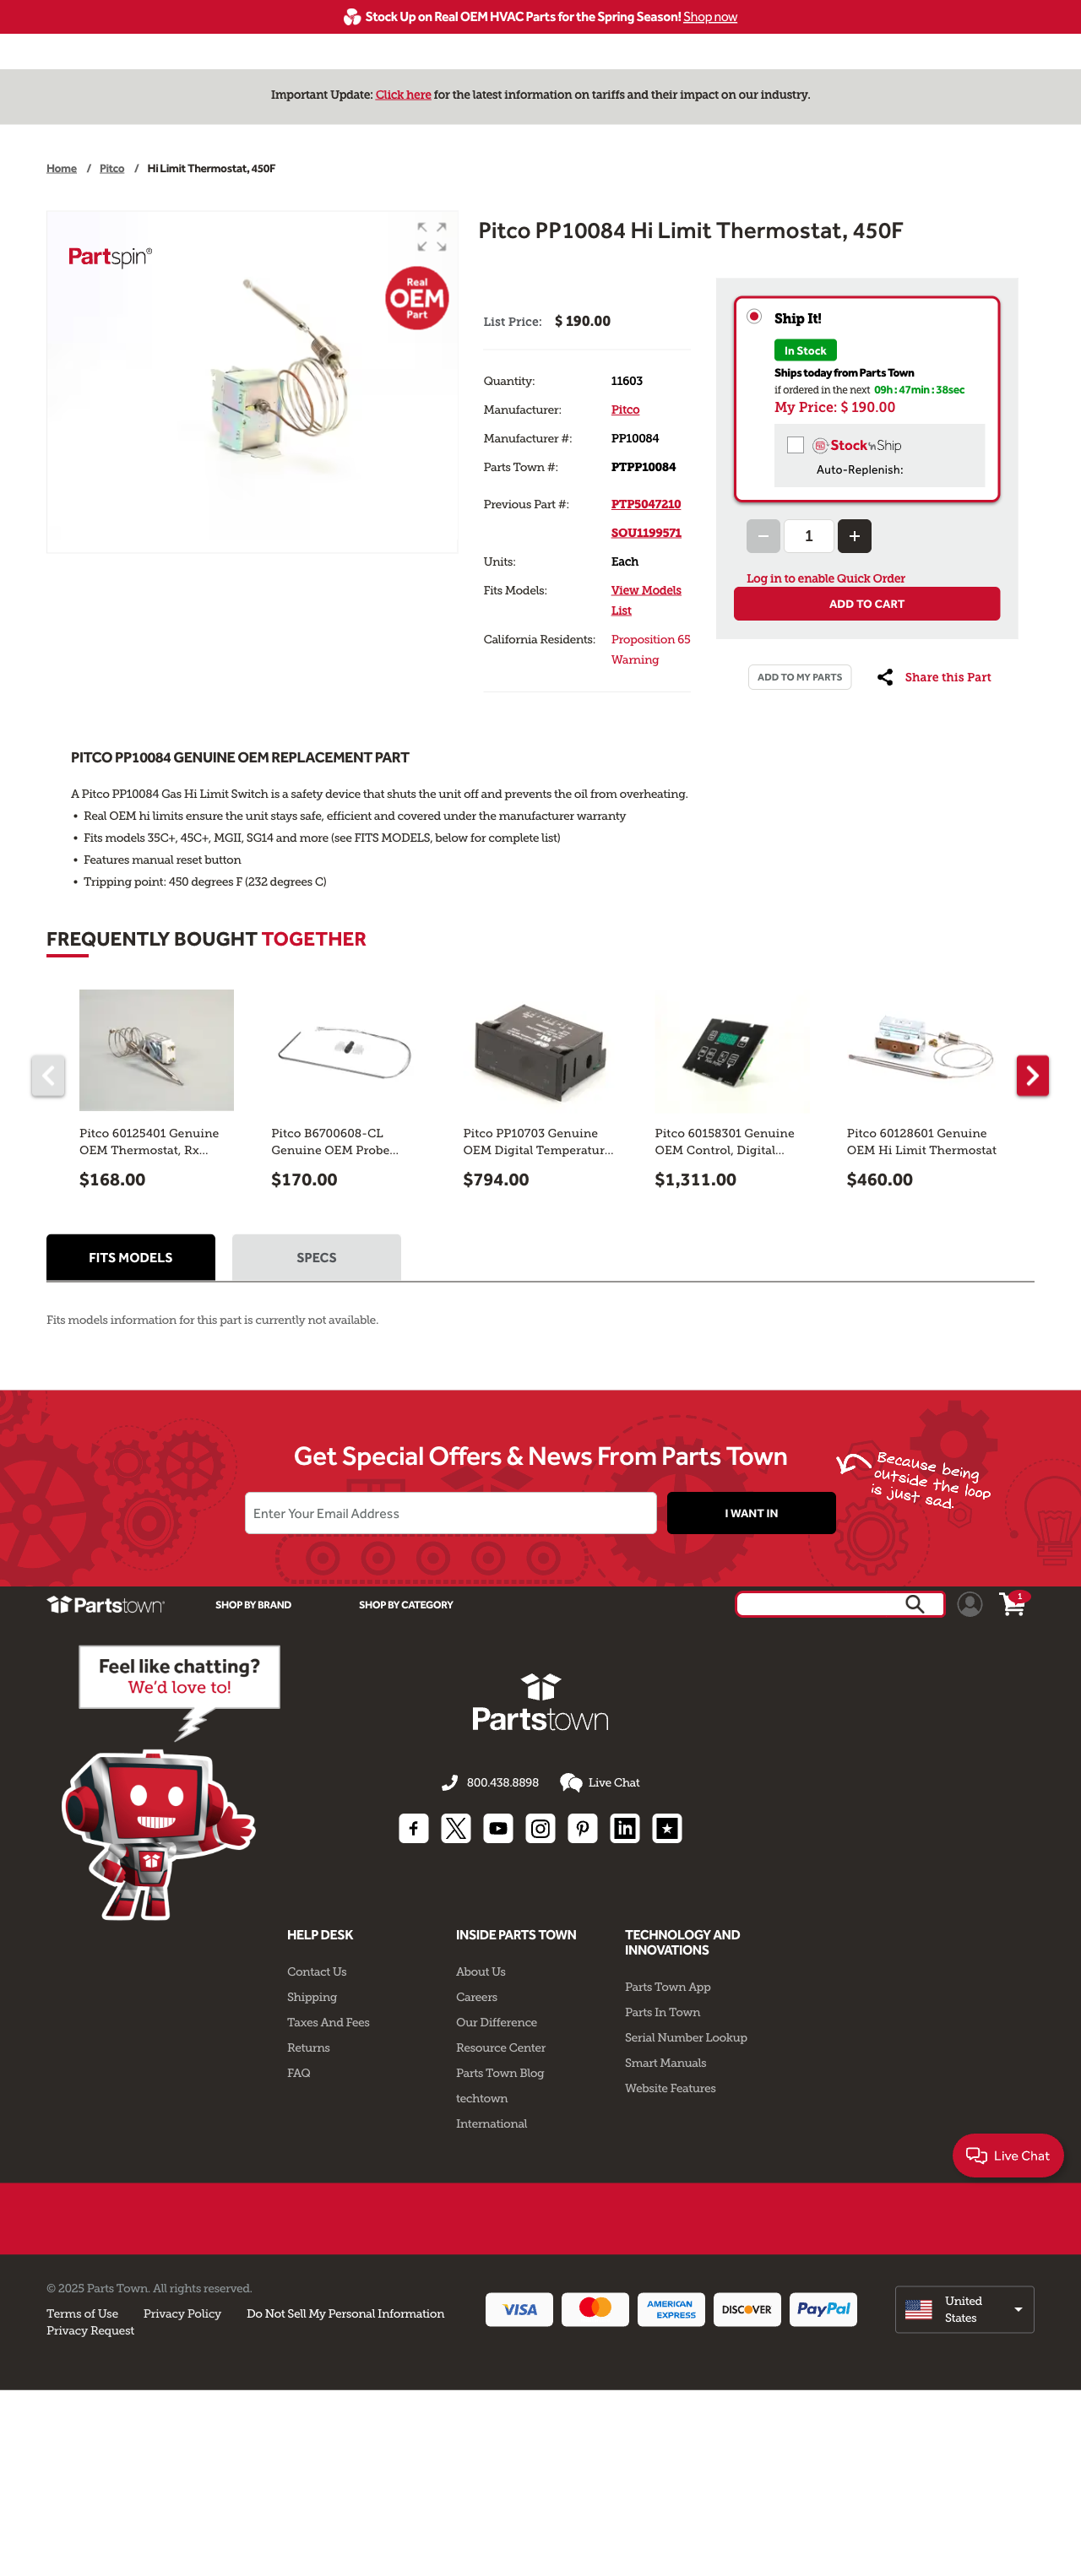 Stock Up on Real OEM HVAC Parts for the Spring Season! Shop now
Important Update: Click here for the latest information on tariffs and their impact on our industry.
Home / Pitco / Hi Limit Thermostat, 450F
Partspin®
Real
OEM
Part
Pitco PP10084 Hi Limit Thermostat, 450F
List Price: $ 190.00
Quantity: 11603
Manufacturer: Pitco
Manufacturer #: PP10084
Parts Town #: PTPP10084
Previous Part #: PTP5047210
SOU1199571
Units: Each
Fits Models: View Models
List
California Residents: Proposition 65
Warning
Ship It!
In Stock
Ships today from Parts Town
if ordered in the next 09h : 47min : 38sec
My Price: $ 190.00
Stock n Ship
Auto-Replenish:
1
Log in to enable Quick Order
ADD TO CART
ADD TO MY PARTS
Share this Part
PITCO PP10084 GENUINE OEM REPLACEMENT PART
A Pitco PP10084 Gas Hi Limit Switch is a safety device that shuts the unit off and prevents the oil from overheating.
• Real OEM hi limits ensure the unit stays safe, efficient and covered under the manufacturer warranty
• Fits models 35C+, 45C+, MGII, SG14 and more (see FITS MODELS, below for complete list)
• Features manual reset button
• Tripping point: 450 degrees F (232 degrees C)
FREQUENTLY BOUGHT TOGETHER
Pitco 60125401 Genuine
OEM Thermostat, Rx...
$168.00
Pitco B6700608-CL
Genuine OEM Probe...
$170.00
Pitco PP10703 Genuine
OEM Digital Temperatur...
$794.00
Pitco 60158301 Genuine
OEM Control, Digital...
$1,311.00
Pitco 60128601 Genuine
OEM Hi Limit Thermostat
$460.00
FITS MODELS
SPECS
Fits models information for this part is currently not available.
Get Special Offers & News From Parts Town
Enter Your Email Address
I WANT IN
Because being
outside the loop
is just sad.
Partstown
SHOP BY BRAND
SHOP BY CATEGORY
1
Feel like chatting?
We'd love to!
Partstown
800.438.8898
Live Chat
HELP DESK
Contact Us
Shipping
Taxes And Fees
Returns
FAQ
INSIDE PARTS TOWN
About Us
Careers
Our Difference
Resource Center
Parts Town Blog
techtown
International
TECHNOLOGY AND
INNOVATIONS
Parts Town App
Parts In Town
Serial Number Lookup
Smart Manuals
Website Features
Live Chat
© 2025 Parts Town. All rights reserved.
Terms of Use
Privacy Policy
Do Not Sell My Personal Information
Privacy Request
VISA
AMERICAN
EXPRESS
DISCOVER
PayPal
United
States